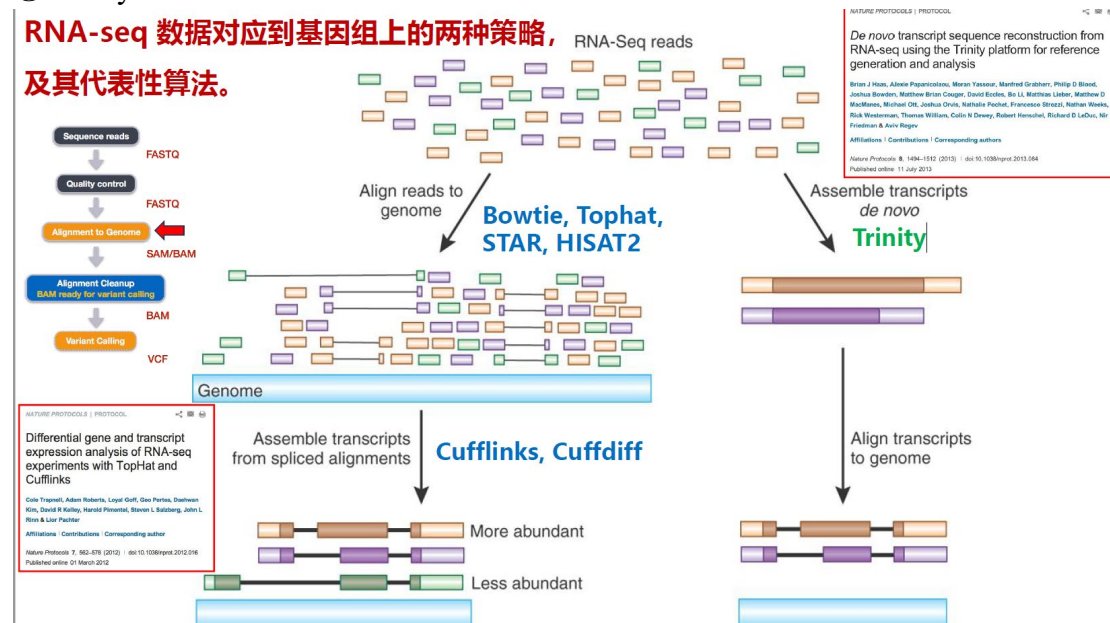 RNA-seq 数据对应到基因组上的两种策略，
及其代表性算法。
RNA-Seq reads
NATURE PROTOCOLS | PROTOCOL
De novo transcript sequence reconstruction from
RNA-seq using the Trinity platform for reference
generation and analysis
Brian J Haas, Alexie Papanicolaou, Moran Yassour, Manfred Grabherr, Philip D Blood,
Joshua Bowden, Matthew Brian Couger, David Eccles, Bo Li, Matthias Lieber, Matthew D
MacManes, Michael Ott, Joshua Orvis, Nathalie Pochet, Francesco Strozzi, Nathan Weeks,
Rick Westerman, Thomas William, Colin N Dewey, Robert Henschel, Richard D LeDuc, Nir
Friedman & Aviv Regev
Affiliations | Contributions | Corresponding authors
Nature Protocols 8, 1494–1512 (2013) | doi:10.1038/nprot.2013.084
Published online 11 July 2013
Sequence reads
FASTQ
Quality control
FASTQ
Alignment to Genome
SAM/BAM
Alignment Cleanup
BAM ready for variant calling
BAM
Variant Calling
VCF
Align reads to
genome
Bowtie, Tophat,
STAR, HISAT2
Assemble transcripts
de novo
Trinity
Genome
NATURE PROTOCOLS | PROTOCOL
Differential gene and transcript
expression analysis of RNA-seq
experiments with TopHat and
Cufflinks
Cole Trapnell, Adam Roberts, Loyal Goff, Geo Pertea, Daehwan
Kim, David R Kelley, Harold Pimentel, Steven L Salzberg, John L
Rinn & Lior Pachter
Affiliations | Contributions | Corresponding author
Nature Protocols 7, 562–578 (2012) | doi:10.1038/nprot.2012.016
Published online 01 March 2012
Assemble transcripts
from spliced alignments
Cufflinks, Cuffdiff
Align transcripts
to genome
More abundant
Less abundant